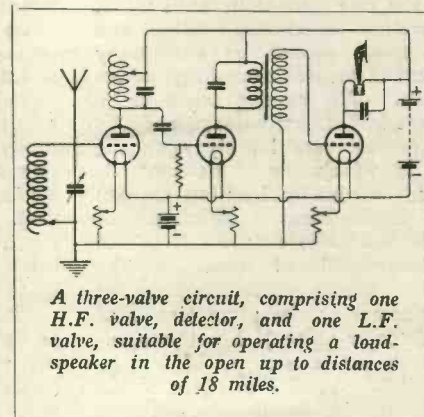 +
−
+
−
A three-valve circuit, comprising one
H.F. valve, detector, and one L.F.
valve, suitable for operating a loud-
speaker in the open up to distances
of 18 miles.